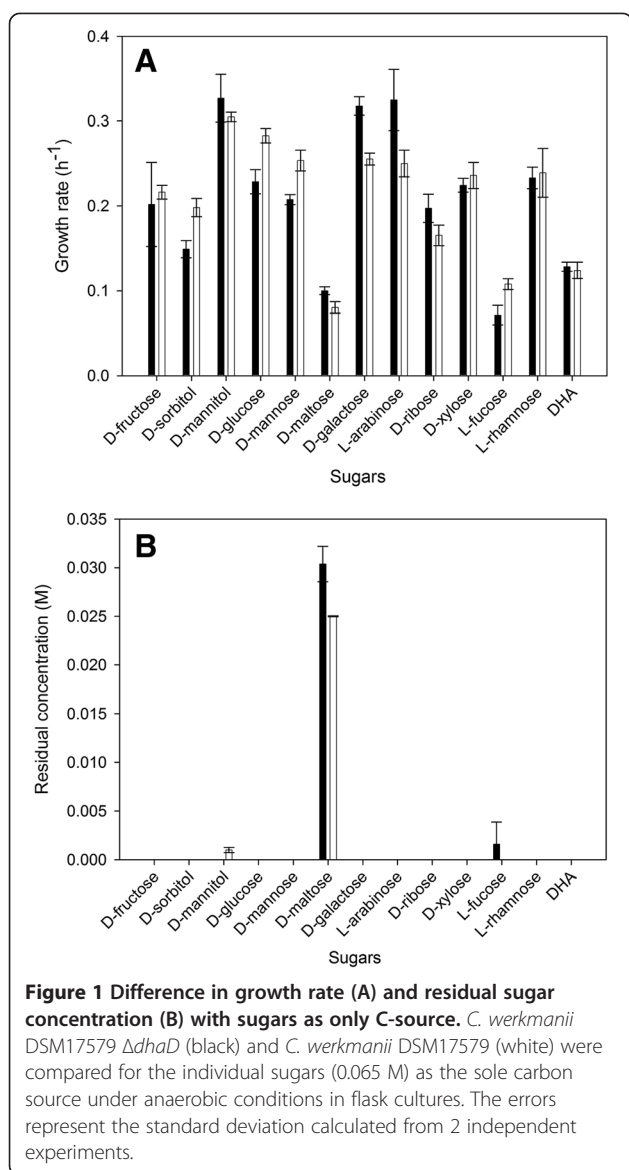 A
0.4
0.3
0.2
0.1
0.0
Growth rate (h⁻¹)
D-fructose
D-sorbitol
D-mannitol
D-glucose
D-mannose
D-maltose
D-galactose
L-arabinose
D-ribose
D-xylose
L-fucose
L-rhamnose
DHA
Sugars
B
0.035
0.030
0.025
0.020
0.015
0.010
0.005
0.000
Residual concentration (M)
D-fructose
D-sorbitol
D-mannitol
D-glucose
D-mannose
D-maltose
D-galactose
L-arabinose
D-ribose
D-xylose
L-fucose
L-rhamnose
DHA
Sugars
Figure 1 Difference in growth rate (A) and residual sugar
concentration (B) with sugars as only C-source. C. werkmanii
DSM17579 ΔdhaD (black) and C. werkmanii DSM17579 (white) were
compared for the individual sugars (0.065 M) as the sole carbon
source under anaerobic conditions in flask cultures. The errors
represent the standard deviation calculated from 2 independent
experiments.